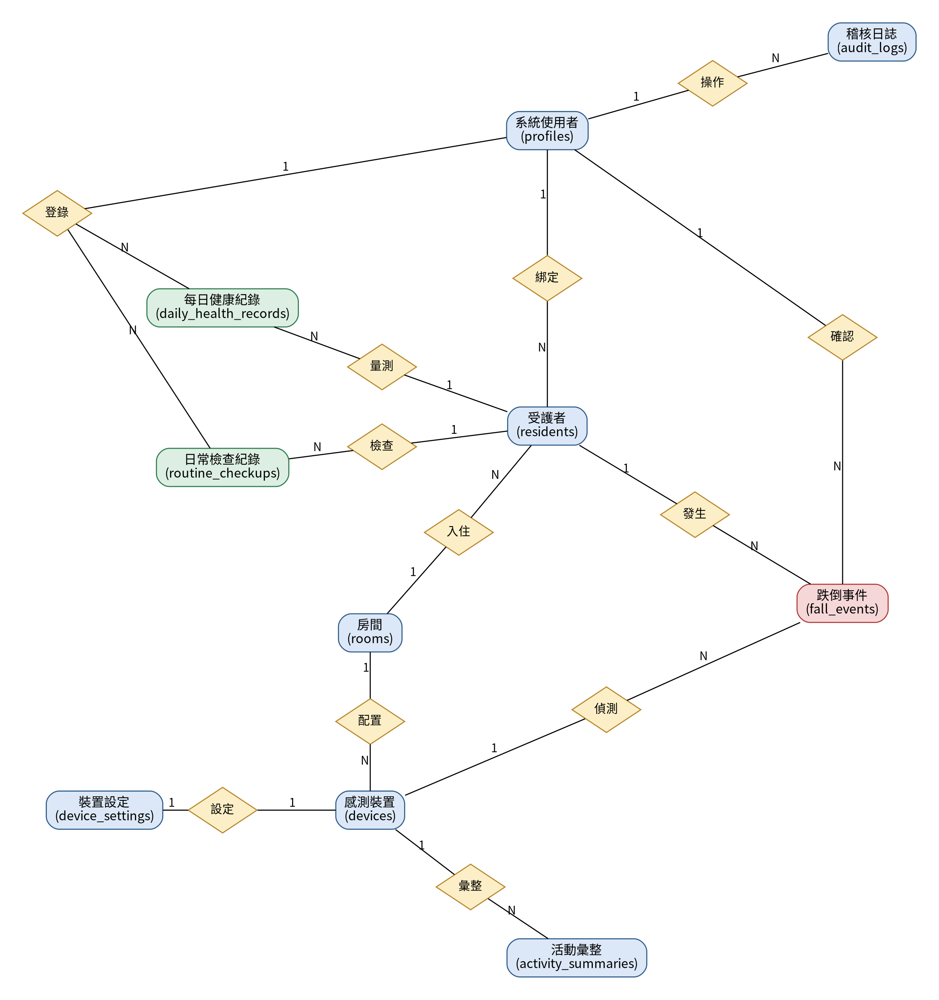 稽核日誌
(audit_logs)
N
操作
1
系統使用者
(profiles)
1
1
1
登錄
N
N
每日健康紀錄
(daily_health_records)
綁定
確認
N
量測
1
N
N
受護者
(residents)
1
檢查
N
日常檢查紀錄
(routine_checkups)
N
1
發生
N
入住
1
跌倒事件
(fall_events)
房間
(rooms)
1
N
偵測
1
配置
N
裝置設定
(device_settings)
1
設定
1
感測裝置
(devices)
1
彙整
N
活動彙整
(activity_summaries)